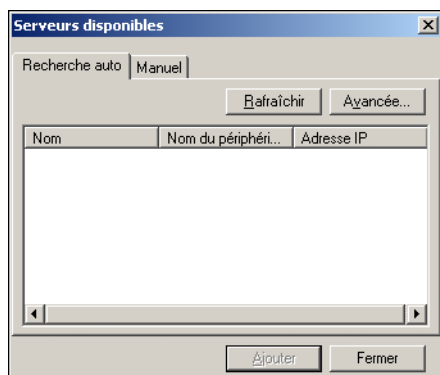 Serveurs disponibles
Recherche auto Manuel
Rafraîchir Avancée...
Nom Nom du périphéri... Adresse IP
Ajouter Fermer